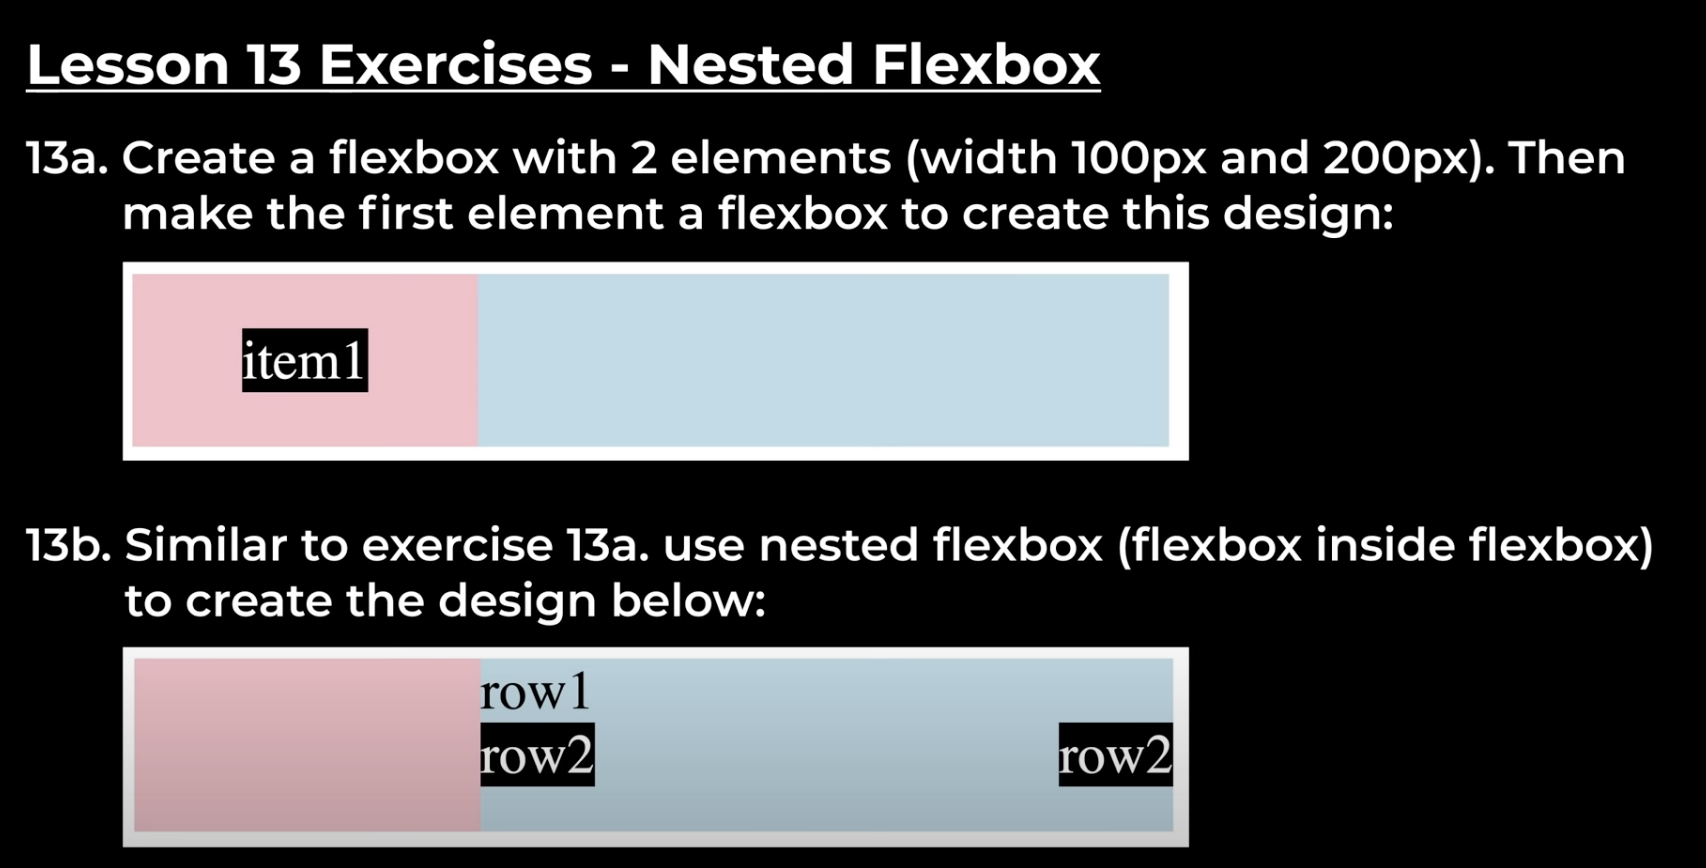 Lesson 13 Exercises - Nested Flexbox
13a. Create a flexbox with 2 elements (width 100px and 200px). Then
make the first element a flexbox to create this design:
item1
13b. Similar to exercise 13a. use nested flexbox (flexbox inside flexbox)
to create the design below:
row1
row2 row2